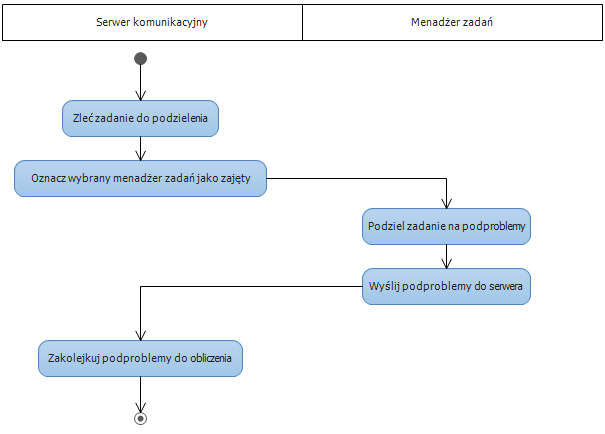 Serwer komunikacyjny
Menadżer zadań
Zleć zadanie do podzielenia
Oznacz wybrany menadżer zadań jako zajęty
Podziel zadanie na podproblemy
Wyślij podproblemy do serwera
Zakolejkuj podproblemy do obliczenia